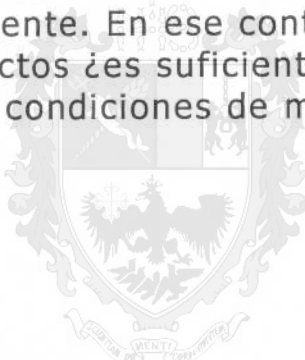 ente. En ese cont
ctos ¿es suficient
condiciones de m